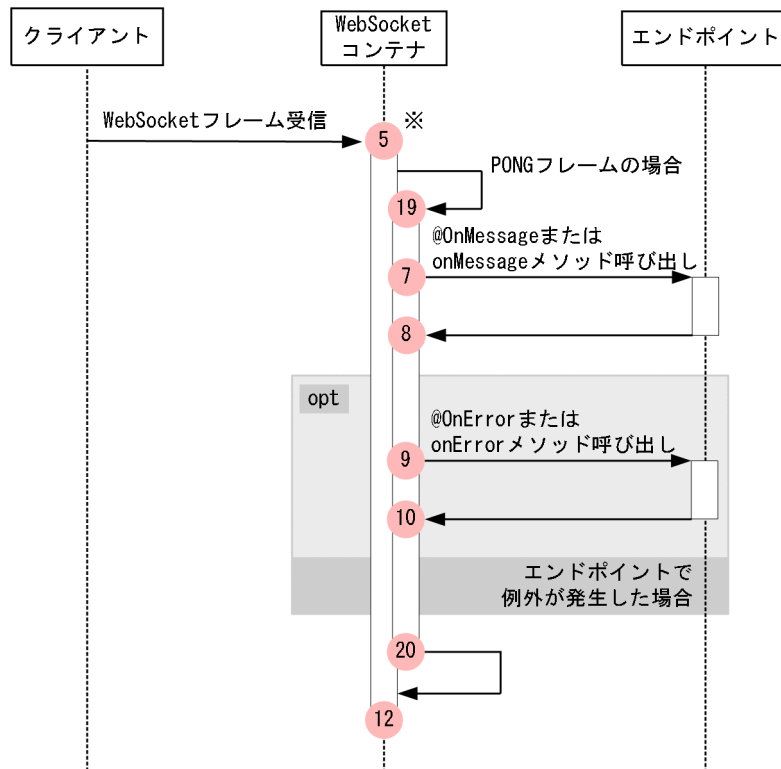 クライアント
WebSocket
コンテナ
エンドポイント
WebSocketフレーム受信
5
※
PONGフレームの場合
19
@OnMessageまたは
onMessageメソッド呼び出し
7
8
opt
@OnErrorまたは
onErrorメソッド呼び出し
9
10
エンドポイントで
例外が発生した場合
20
12